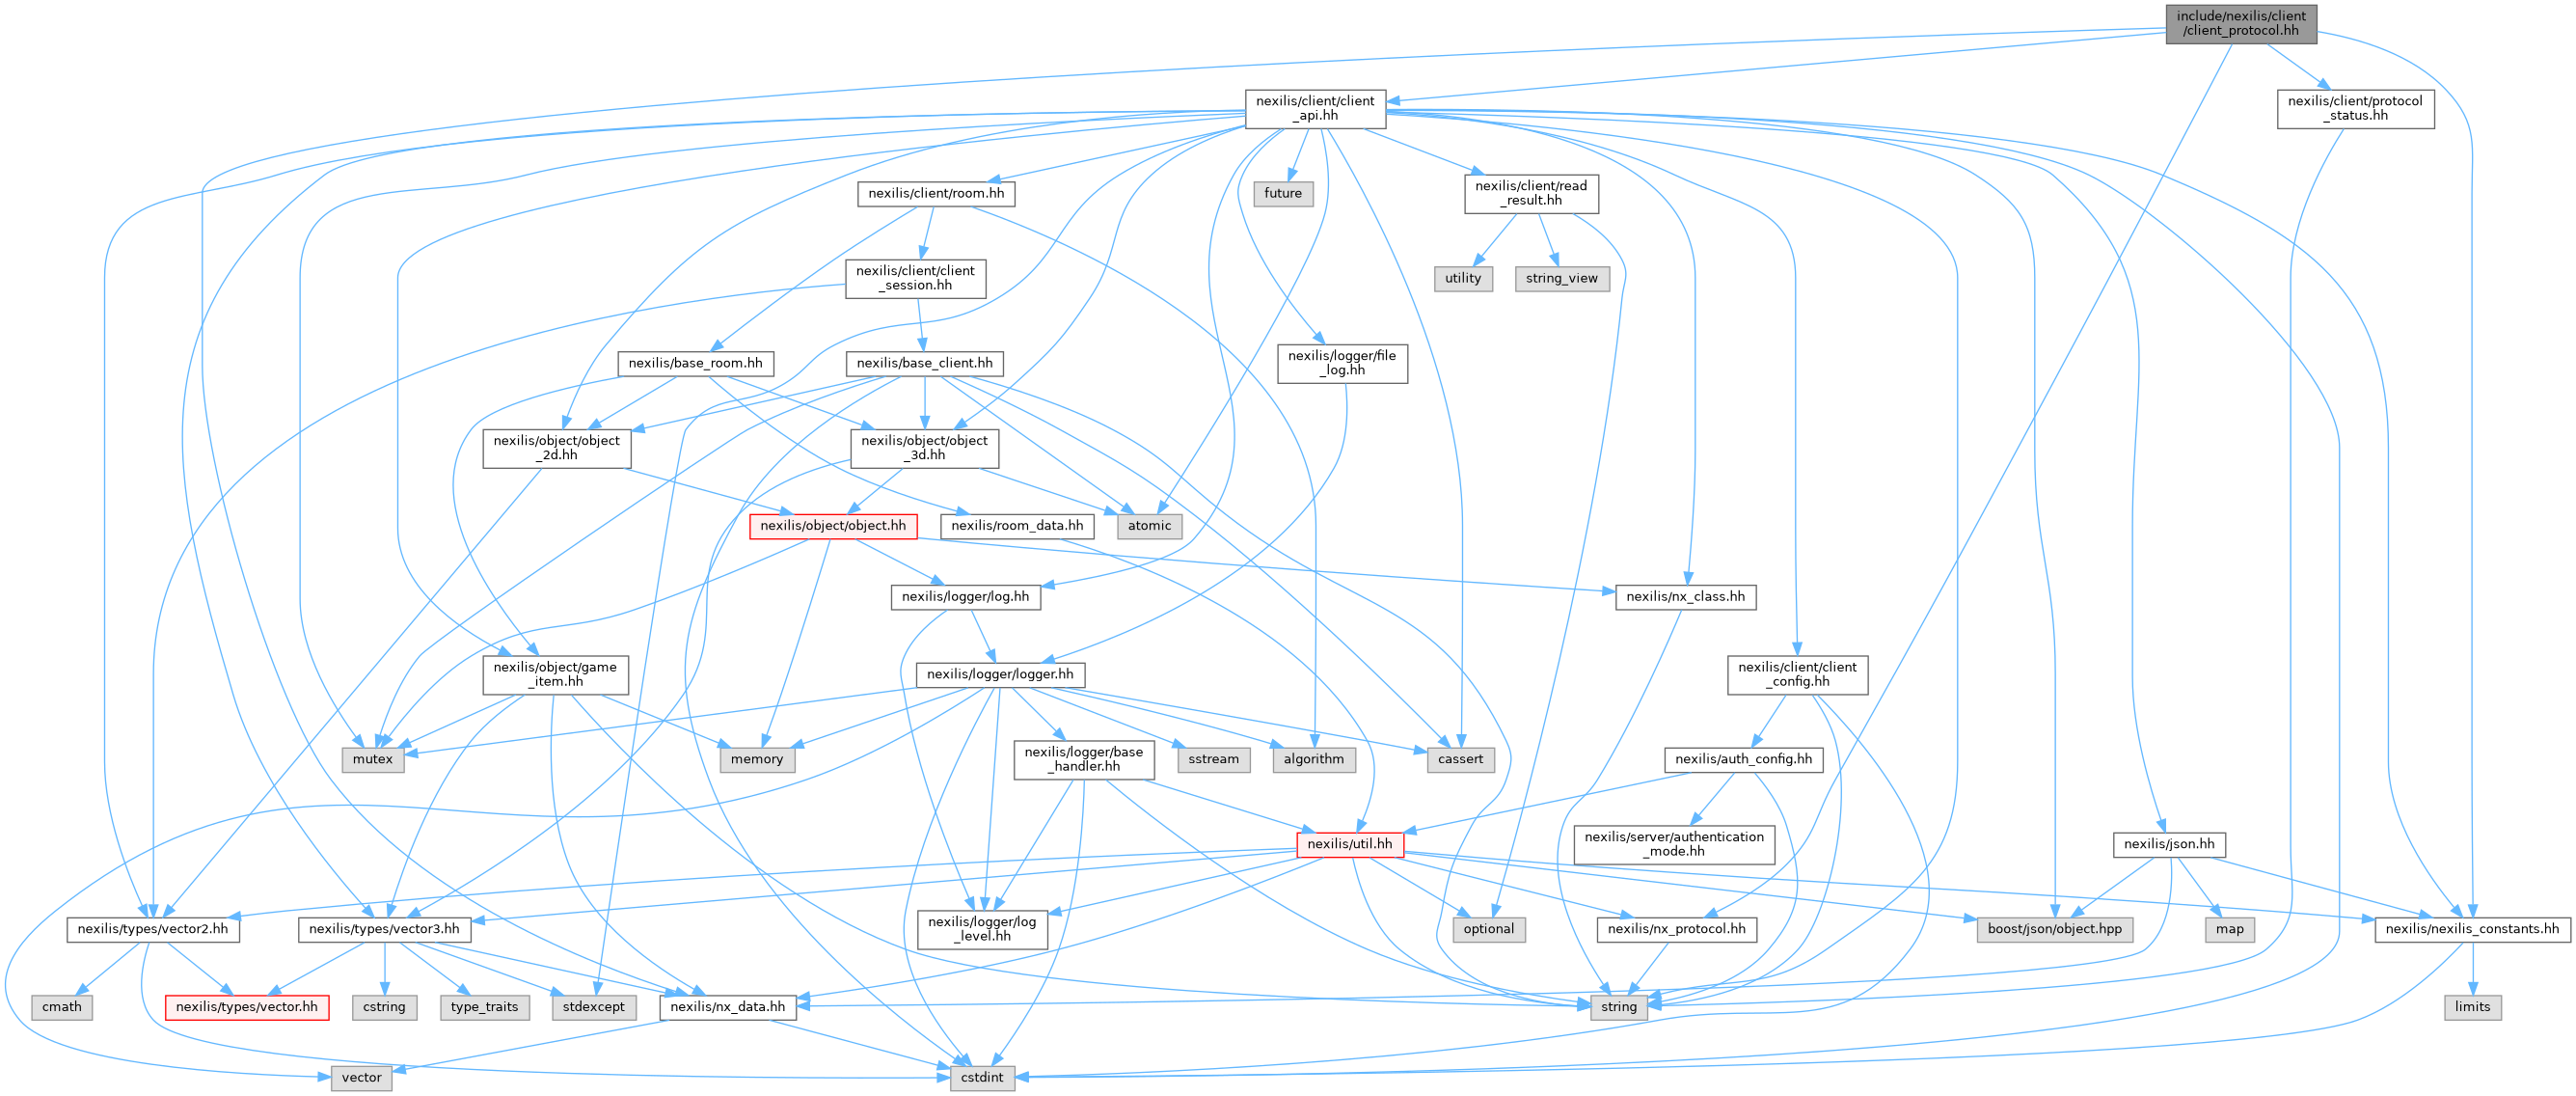 include/nexilis/client
/client_protocol.hh
nexilis/client/client
_api.hh
nexilis/client/protocol
_status.hh
nexilis/client/room.hh
future
nexilis/client/read
_result.hh
nexilis/client/client
_session.hh
utility
string_view
nexilis/base_room.hh
nexilis/base_client.hh
nexilis/logger/file
_log.hh
nexilis/object/object
_2d.hh
nexilis/object/object
_3d.hh
nexilis/object/object.hh
nexilis/room_data.hh
atomic
nexilis/logger/log.hh
nexilis/nx_class.hh
nexilis/object/game
_item.hh
nexilis/logger/logger.hh
nexilis/client/client
_config.hh
mutex
memory
nexilis/logger/base
_handler.hh
sstream
algorithm
cassert
nexilis/auth_config.hh
nexilis/util.hh
nexilis/server/authentication
_mode.hh
nexilis/json.hh
nexilis/types/vector2.hh
nexilis/types/vector3.hh
nexilis/logger/log
_level.hh
optional
nexilis/nx_protocol.hh
boost/json/object.hpp
map
nexilis/nexilis_constants.hh
cmath
nexilis/types/vector.hh
cstring
type_traits
stdexcept
nexilis/nx_data.hh
string
limits
vector
cstdint